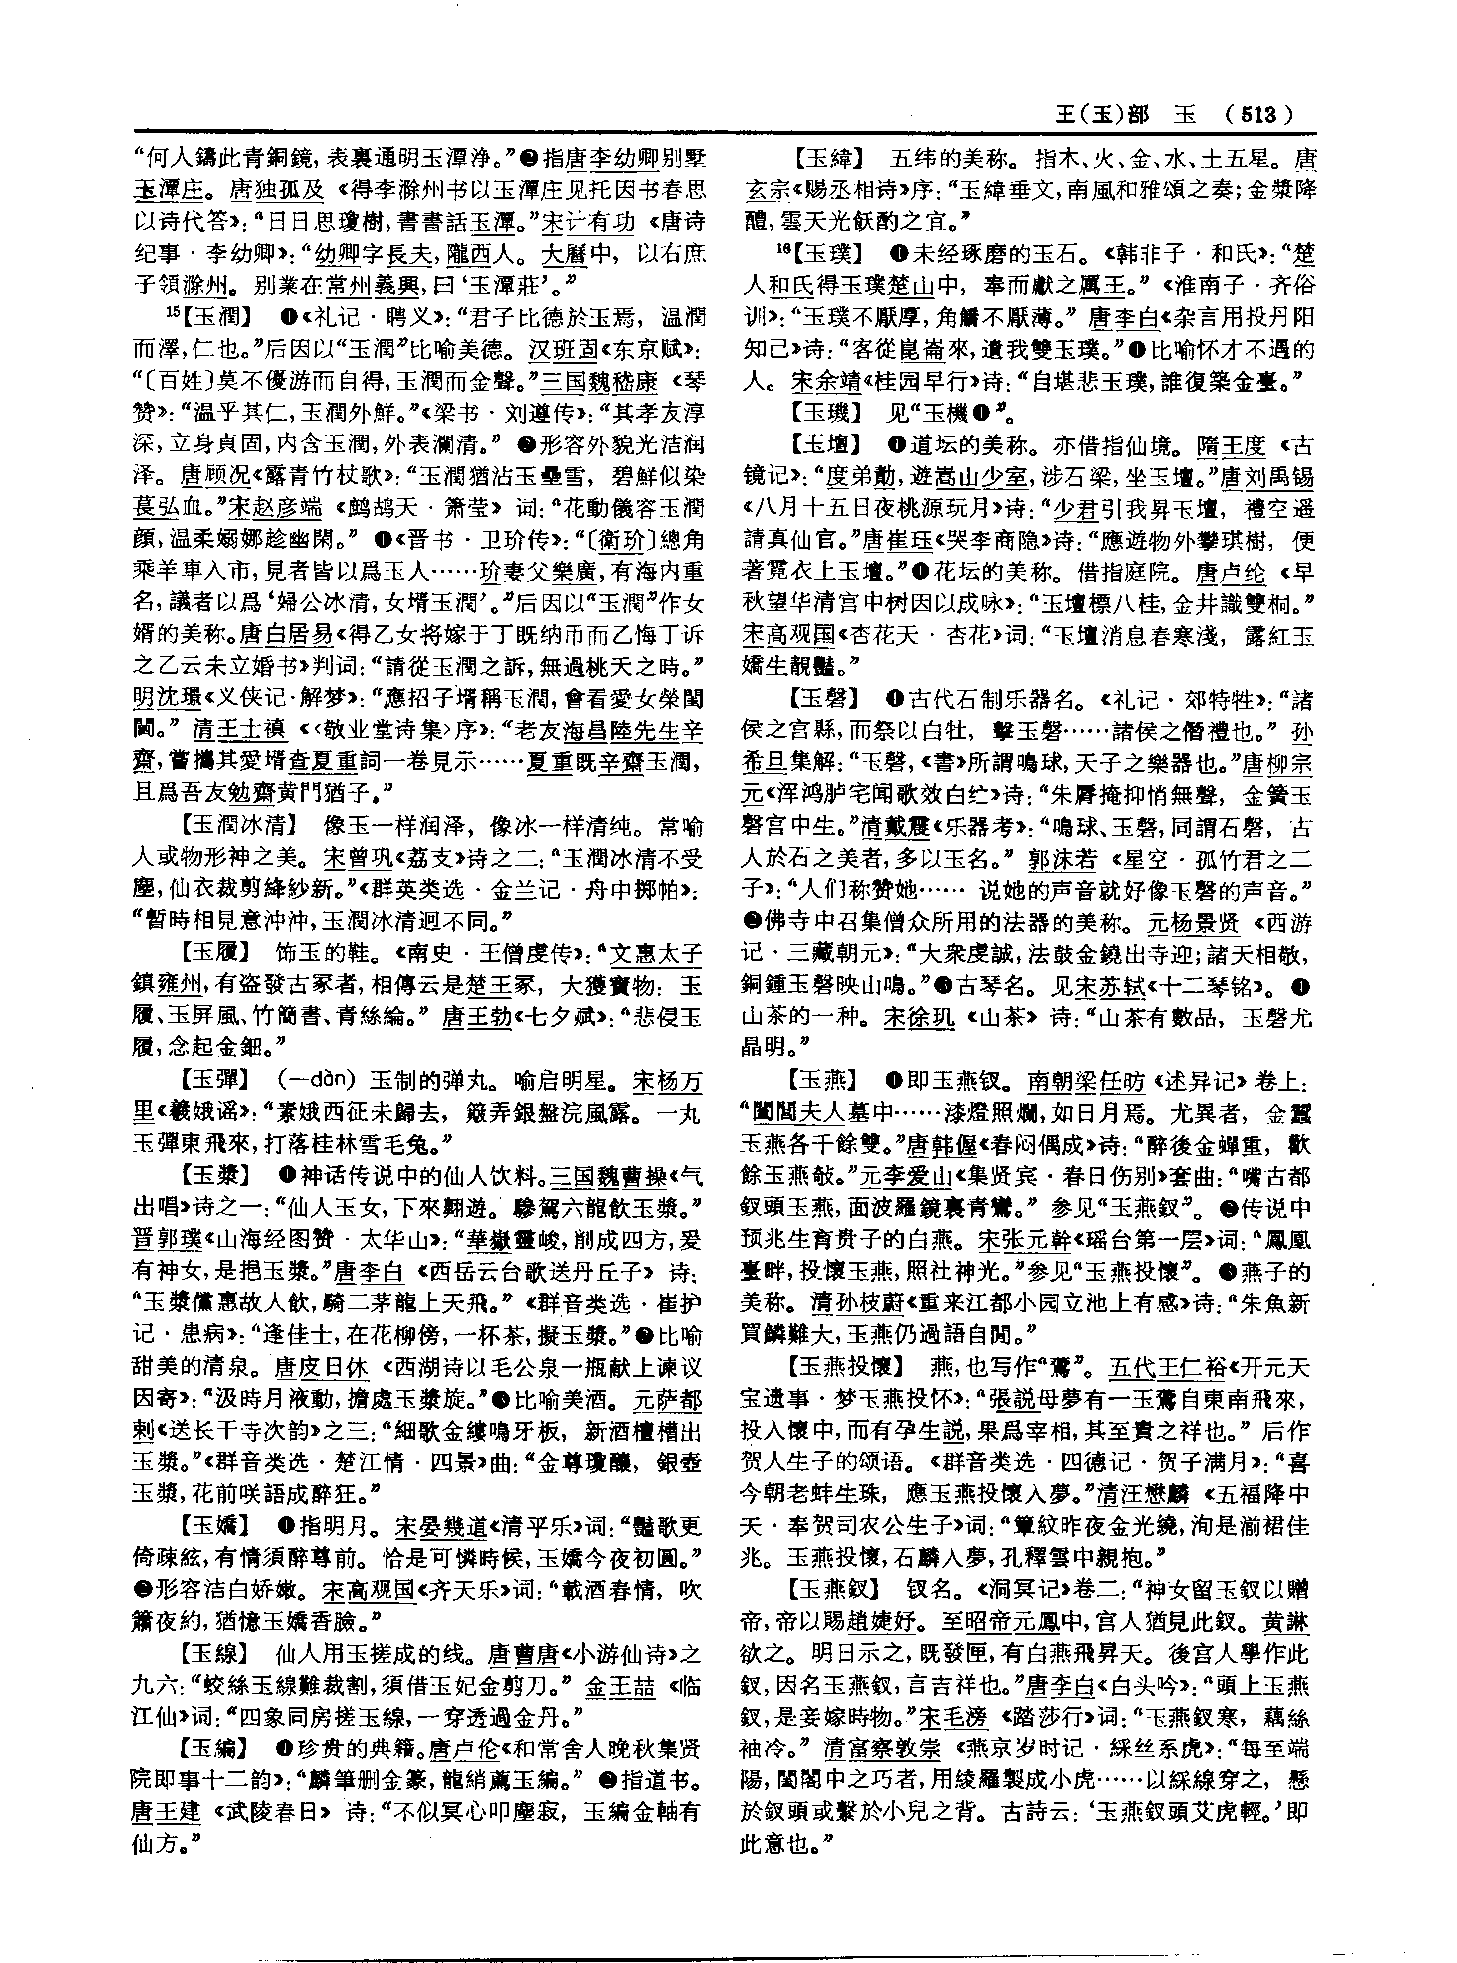 王(玉)部　玉　(513)
“何人鑄此青銅鏡，表裏通明玉潭净。”❷指唐李幼卿别墅
玉潭庄。唐独孤及《得李滁州书以玉潭庄见托因书春思
以诗代答》：“日日思瓊樹，書書話玉潭。”宋计有功《唐诗
纪事·李幼卿》：“幼卿字長夫，隴西人。大曆中，以右庶
子領滁州。别業在常州義興，曰‘玉潭莊’。”
15【玉潤】　❶《礼记·聘义》：“君子比德於玉焉，温潤
而澤，仁也。”后因以“玉潤”比喻美德。汉班固《东京赋》：
“〔百姓〕莫不優游而自得，玉潤而金聲。”三国魏嵇康《琴
赞》：“温乎其仁，玉潤外鮮。”《梁书·刘遵传》：“其孝友淳
深，立身貞固，内含玉潤，外表瀾清。”❷形容外貌光洁润
泽。唐顾况《露青竹杖歌》：“玉潤猶沾玉壘雪，碧鮮似染
萇弘血。”宋赵彦端《鹧鸪天·箫莹》词：“花動儀容玉潤
顔，温柔嫋娜趁幽閑。”❸《晋书·卫玠传》：“〔衛玠〕總角
乘羊車入市，見者皆以爲玉人……玠妻父樂廣，有海内重
名，議者以爲‘婦公冰清，女壻玉潤’。”后因以“玉潤”作女
婿的美称。唐白居易《得乙女将嫁于丁既纳币而乙悔丁诉
之乙云未立婚书》判词：“請從玉潤之訴，無過桃夭之時。”
明沈璟《义侠记·解梦》：“應招子壻稱玉潤，會看愛女榮閨
閫。”清王士禛《〈敬业堂诗集〉序》：“老友海昌陸先生辛
齋，嘗攜其愛壻查夏重詞一卷見示……夏重既辛齋玉潤，
且爲吾友勉齋黄門猶子。”
【玉潤冰清】　像玉一样润泽，像冰一样清纯。常喻
人或物形神之美。宋曾巩《荔支》诗之二：“玉潤冰清不受
塵，仙衣裁剪絳紗新。”《群英类选·金兰记·舟中掷帕》：
“暫時相見意沖沖，玉潤冰清迥不同。”
【玉履】　饰玉的鞋。《南史·王僧虔传》：“文惠太子
鎮雍州，有盗發古冢者，相傳云是楚王冢，大獲寶物：玉
履、玉屏風、竹簡書、青絲綸。”唐王勃《七夕赋》：“悲侵玉
履，念起金鈿。”
【玉彈】　(—dàn)玉制的弹丸。喻启明星。宋杨万
里《羲娥谣》：“素娥西征未歸去，簸弄銀盤浣風露。一丸
玉彈東飛來，打落桂林雪毛兔。”
【玉漿】　❶神话传说中的仙人饮料。三国魏曹操《气
出唱》诗之一：“仙人玉女，下來翺遊。驂駕六龍飲玉漿。”
晋郭璞《山海经图赞·太华山》：“華嶽靈峻，削成四方，爰
有神女，是挹玉漿。”唐李白《西岳云台歌送丹丘子》诗：
“玉漿儻惠故人飲，騎二茅龍上天飛。”《群音类选·崔护
记·患病》：“逢佳士，在花柳傍，一杯茶，擬玉漿。”❷比喻
甜美的清泉。唐皮日休《西湖诗以毛公泉一瓶献上谏议
因寄》：“汲時月液動，擔處玉漿旋。”❸比喻美酒。元萨都
剌《送长干寺次韵》之三：“細歌金縷鳴牙板，新酒檀槽出
玉漿。”《群音类选·楚江情·四景》曲：“金尊瓊釀，銀壺
玉漿，花前咲語成醉狂。”
【玉嬌】　❶指明月。宋晏幾道《清平乐》词：“豔歌更
倚疎絃，有情須醉尊前。恰是可憐時候，玉嬌今夜初圓。”
❷形容洁白娇嫩。宋高观国《齐天乐》词：“載酒春情，吹
簫夜約，猶憶玉嬌香臉。”
【玉線】　仙人用玉搓成的线。唐曹唐《小游仙诗》之
九六：“蛟絲玉線難裁割，須借玉妃金剪刀。”金王喆《临
江仙》词：“四象同房搓玉線，一穿透過金丹。”
【玉編】　❶珍贵的典籍。唐卢伦《和常舍人晚秋集贤
院即事十二韵》：“麟筆删金篆，龍綃薦玉編。”❷指道书。
唐王建《武陵春日》诗：“不似冥心叩塵寂，玉編金軸有
仙方。”
【玉緯】　五纬的美称。指木、火、金、水、土五星。唐
玄宗《赐丞相诗》序：“玉緯垂文，南風和雅頌之奏；金漿降
醴，雲天光飫酌之宜。”
16【玉璞】　❶未经琢磨的玉石。《韩非子·和氏》：“楚
人和氏得玉璞楚山中，奉而獻之厲王。”《淮南子·齐俗
训》：“玉璞不厭厚，角䚩不厭薄。”唐李白《杂言用投丹阳
知己》诗：“客從崑崙來，遺我雙玉璞。”❷比喻怀才不遇的
人。宋余靖《桂园早行》诗：“自堪悲玉璞，誰復築金臺。”
【玉璣】　见“玉機❶”。
【玉壇】　❶道坛的美称。亦借指仙境。隋王度《古
镜记》：“度弟勣，遊嵩山少室，涉石梁，坐玉壇。”唐刘禹锡
《八月十五日夜桃源玩月》诗：“少君引我昇玉壇，禮空遥
請真仙官。”唐崔珏《哭李商隐》诗：“應遊物外攀琪樹，便
著霓衣上玉壇。”❷花坛的美称。借指庭院。唐卢纶《早
秋望华清宫中树因以成咏》：“玉壇標八桂，金井識雙桐。”
宋高观国《杏花天·杏花》词：“玉壇消息春寒淺，露紅玉
嬌生靚豔。”
【玉磬】　❶古代石制乐器名。《礼记·郊特牲》：“諸
侯之宫縣，而祭以白牡，擊玉磬……諸侯之僭禮也。”孙
希旦集解：“玉磬，《書》所謂鳴球，天子之樂器也。”唐柳宗
元《浑鸿胪宅闻歌效白纻》诗：“朱脣掩抑悄無聲，金簧玉
磬宫中生。”清戴震《乐器考》：“鳴球、玉磬，同謂石磬，古
人於石之美者，多以玉名。”郭沫若《星空·孤竹君之二
子》：“人们称赞她……说她的声音就好像玉磬的声音。”
❷佛寺中召集僧众所用的法器的美称。元杨景贤《西游
记·三藏朝元》：“大衆虔誠，法鼓金鐃出寺迎；諸天相敬，
銅鍾玉磬映山鳴。”❸古琴名。见宋苏轼《十二琴铭》。❹
山茶的一种。宋徐玑《山茶》诗：“山茶有數品，玉磬尤
晶明。”
【玉燕】　❶即玉燕钗。南朝梁任昉《述异记》卷上：
“闔閭夫人墓中……漆燈照爛，如日月焉。尤異者，金蠶
玉燕各千餘雙。”唐韩偓《春闷偶成》诗：“醉後金蟬重，歡
餘玉燕攲。”元李爱山《集贤宾·春日伤别》套曲：“嘴古都
釵頭玉燕，面波羅鏡裏青鸞。”参见“玉燕釵”。❷传说中
预兆生育贵子的白燕。宋张元幹《瑶台第一层》词：“鳳凰
臺畔，投懷玉燕，照社神光。”参见“玉燕投懷”。❸燕子的
美称。清孙枝蔚《重来江都小园立池上有感》诗：“朱魚新
買鱗難大，玉燕仍過語自閒。”
【玉燕投懷】　燕，也写作“鷰”。五代王仁裕《开元天
宝遗事·梦玉燕投怀》：“張説母夢有一玉鷰自東南飛來，
投入懷中，而有孕生説，果爲宰相，其至貴之祥也。”后作
贺人生子的颂语。《群音类选·四德记·贺子满月》：“喜
今朝老蚌生珠，應玉燕投懷入夢。”清汪懋麟《五福降中
天·奉贺司农公生子》词：“簟紋昨夜金光繞，洵是湔裙佳
兆。玉燕投懷，石麟入夢，孔釋雲中親抱。”
【玉燕釵】　钗名。《洞冥记》卷二：“神女留玉釵以贈
帝，帝以賜趙婕妤。至昭帝元鳳中，宫人猶見此釵。黄諃
欲之。明日示之，既發匣，有白燕飛昇天。後宫人學作此
釵，因名玉燕釵，言吉祥也。”唐李白《白头吟》：“頭上玉燕
釵，是妾嫁時物。”宋毛滂《踏莎行》词：“玉燕釵寒，藕絲
袖冷。”清富察敦崇《燕京岁时记·綵丝系虎》：“每至端
陽，閨閣中之巧者，用綾羅製成小虎……以綵線穿之，懸
於釵頭或繫於小兒之背。古詩云：‘玉燕釵頭艾虎輕。’即
此意也。”